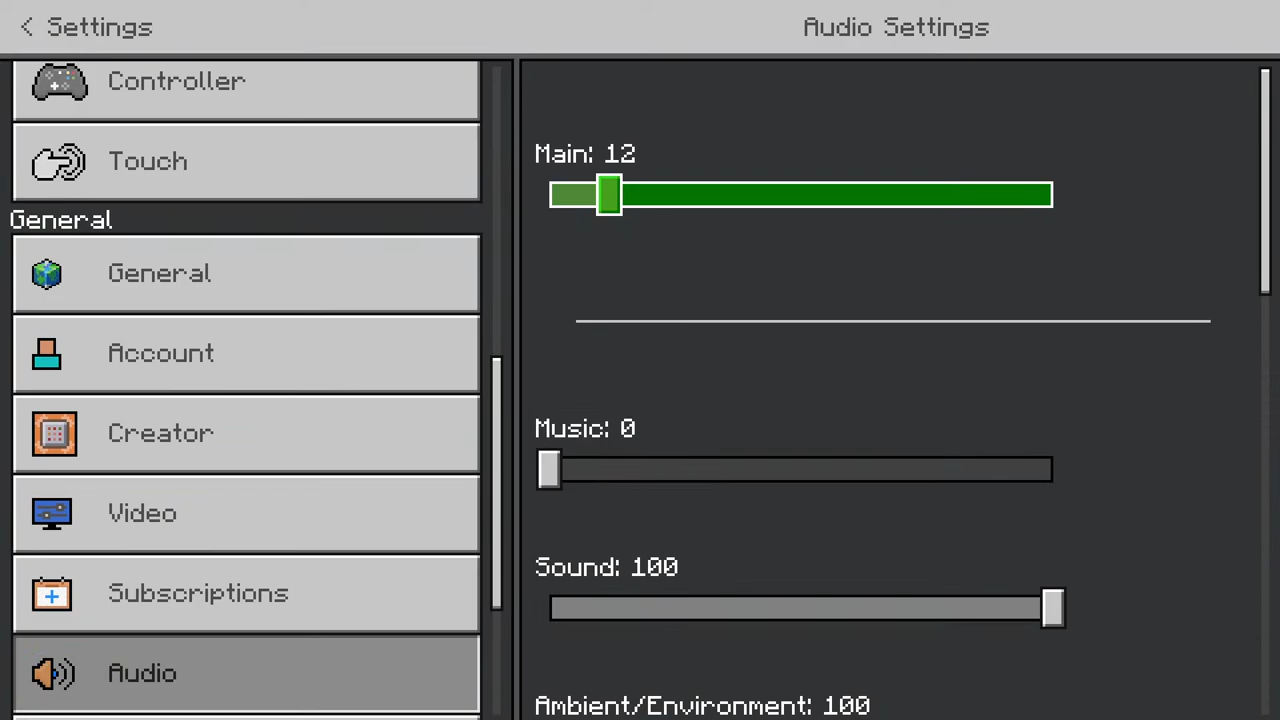 Settings
Audio Settings
Controller
Touch
General
General
Account
Creator
Video
Subscriptions
Audio
Main: 12
Music: 0
Sound: 100
Ambient/Environment: 100